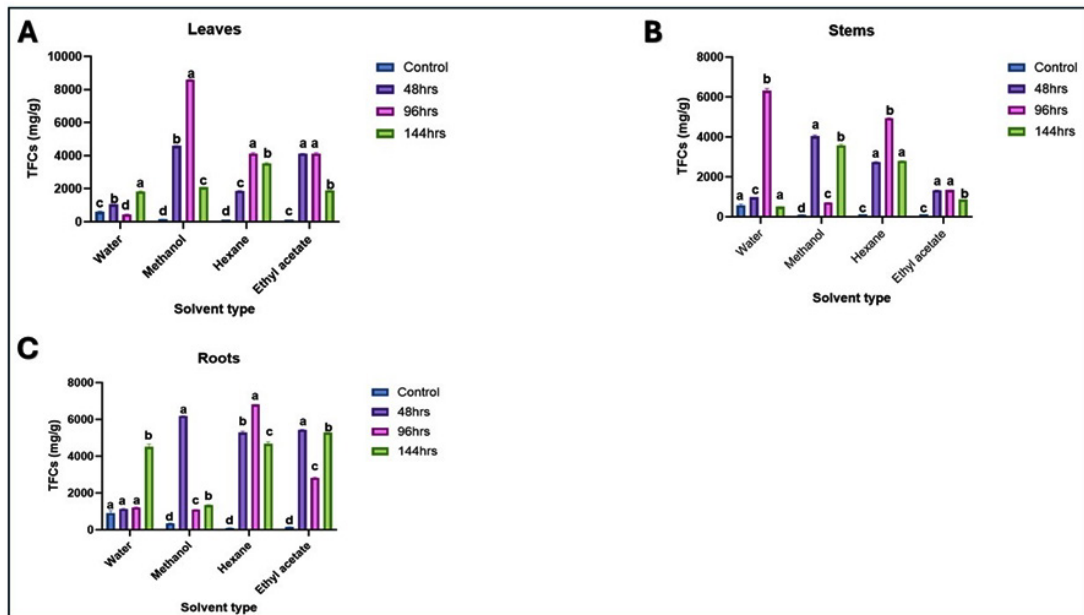 A
Leaves
TFCs (mg/g)
10000
8000
6000
4000
2000
0
a
b
a a a
a
c b d d c b
d d c
c
Water
Methanol
Hexane
Ethyl acetate
Solvent type
Control
48hrs
96hrs
144hrs
B
Stems
TFCs (mg/g)
8000
6000
4000
2000
0
b
a b
b
a c a
d c
c
a a
a a b
c
Water
Methanol
Hexane
Ethyl acetate
Solvent type
Control
48hrs
96hrs
144hrs
C
Roots
TFCs (mg/g)
8000
6000
4000
2000
0
a a a b
d a c b
d b a c
d a c b
Water
Methanol
Hexane
Ethyl acetate
Solvent type
Control
48hrs
96hrs
144hrs